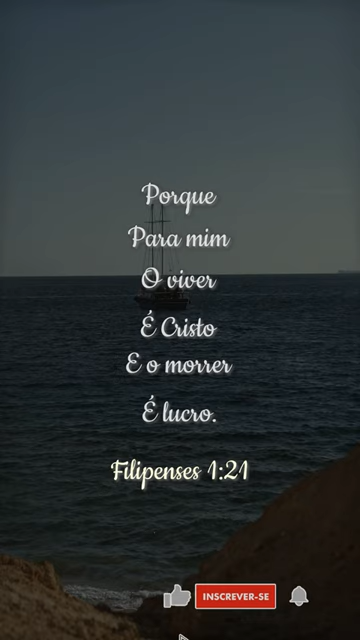 Porque
Para mim
O viver
É Cristo
E o morrer
É lucro.
Filipenses 1:21
INSCREVER-SE